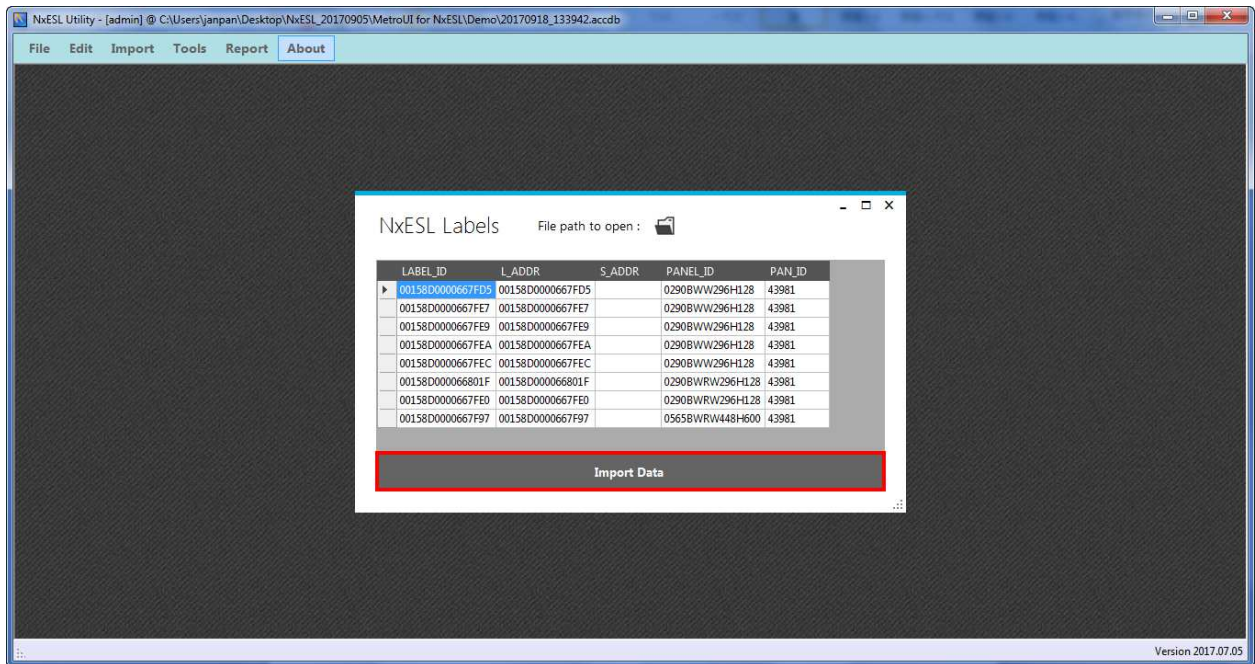 NxESL Utility - [admin] @ C:\Users\janpan\Desktop\NxESL_20170905\MetroUI for NxESL\Demo\20170918_133942.accdb
File Edit Import Tools Report About
NxESL Labels File path to open :
LABEL_ID L_ADDR S_ADDR PANEL_ID PAN_ID
00158D0000667FD5 00158D0000667FD5 0290BWW296H128 43981
00158D0000667FE7 00158D0000667FE7 0290BWW296H128 43981
00158D0000667FE9 00158D0000667FE9 0290BWW296H128 43981
00158D0000667FEA 00158D0000667FEA 0290BWW296H128 43981
00158D0000667FEC 00158D0000667FEC 0290BWW296H128 43981
00158D000066801F 00158D000066801F 0290BWRW296H128 43981
00158D0000667FE0 00158D0000667FE0 0290BWRW296H128 43981
00158D0000667F97 00158D0000667F97 0565BWRW448H600 43981
Import Data
Version 2017.07.05